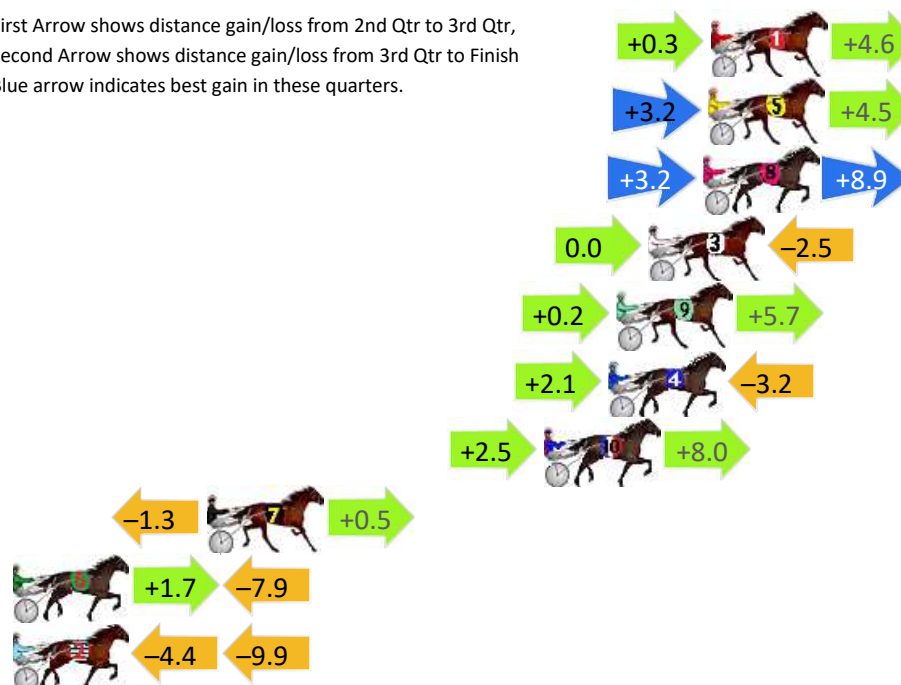 irst Arrow shows distance gain/loss from 2nd Qtr to 3rd Qtr,
econd Arrow shows distance gain/loss from 3rd Qtr to Finish
lue arrow indicates best gain in these quarters.
+0.3 1 +4.6
+3.2 5 +4.5
+3.2 8 +8.9
0.0 3 –2.5
+0.2 9 +5.7
+2.1 4 –3.2
+2.5 10 +8.0
–1.3 7 +0.5
6 +1.7 –7.9
2 –4.4 –9.9